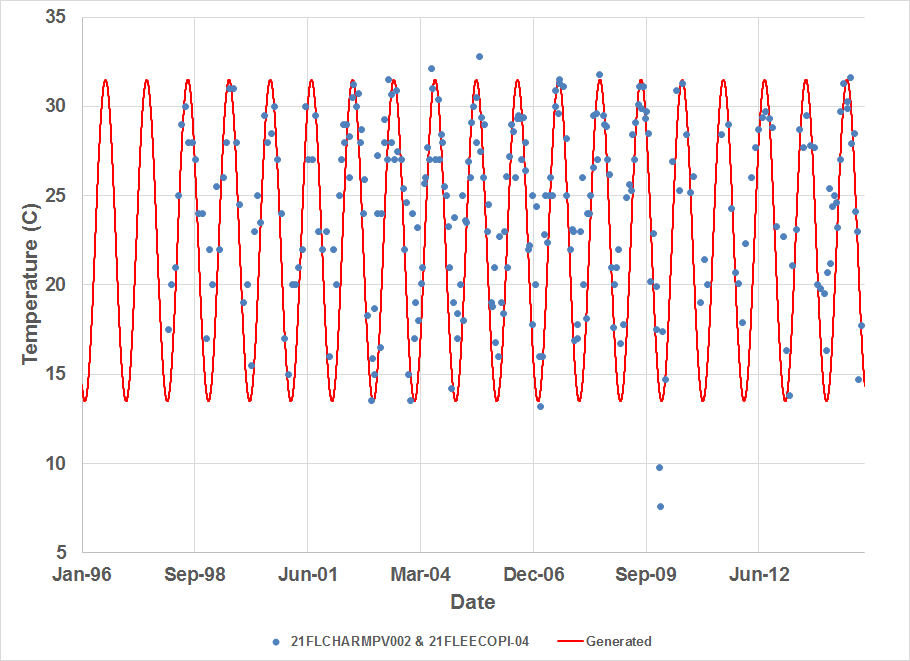 35
30
25
20
15
10
5
Temperature (C)
Jan-96 Sep-98 Jun-01 Mar-04 Dec-06 Sep-09 Jun-12
Date
21FLCHARMPV002 & 21FLEECOPI-04 Generated